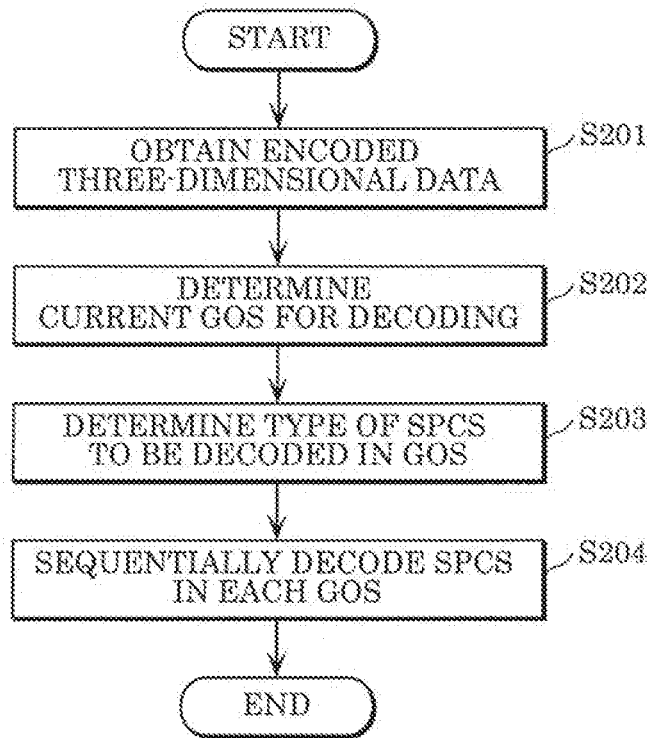 START
OBTAIN ENCODED
THREE-DIMENSIONAL DATA
S201
DETERMINE
CURRENT GOS FOR DECODING
S202
DETERMINE TYPE OF SPCS
TO BE DECODED IN GOS
S203
SEQUENTIALLY DECODE SPCS
IN EACH GOS
S204
END